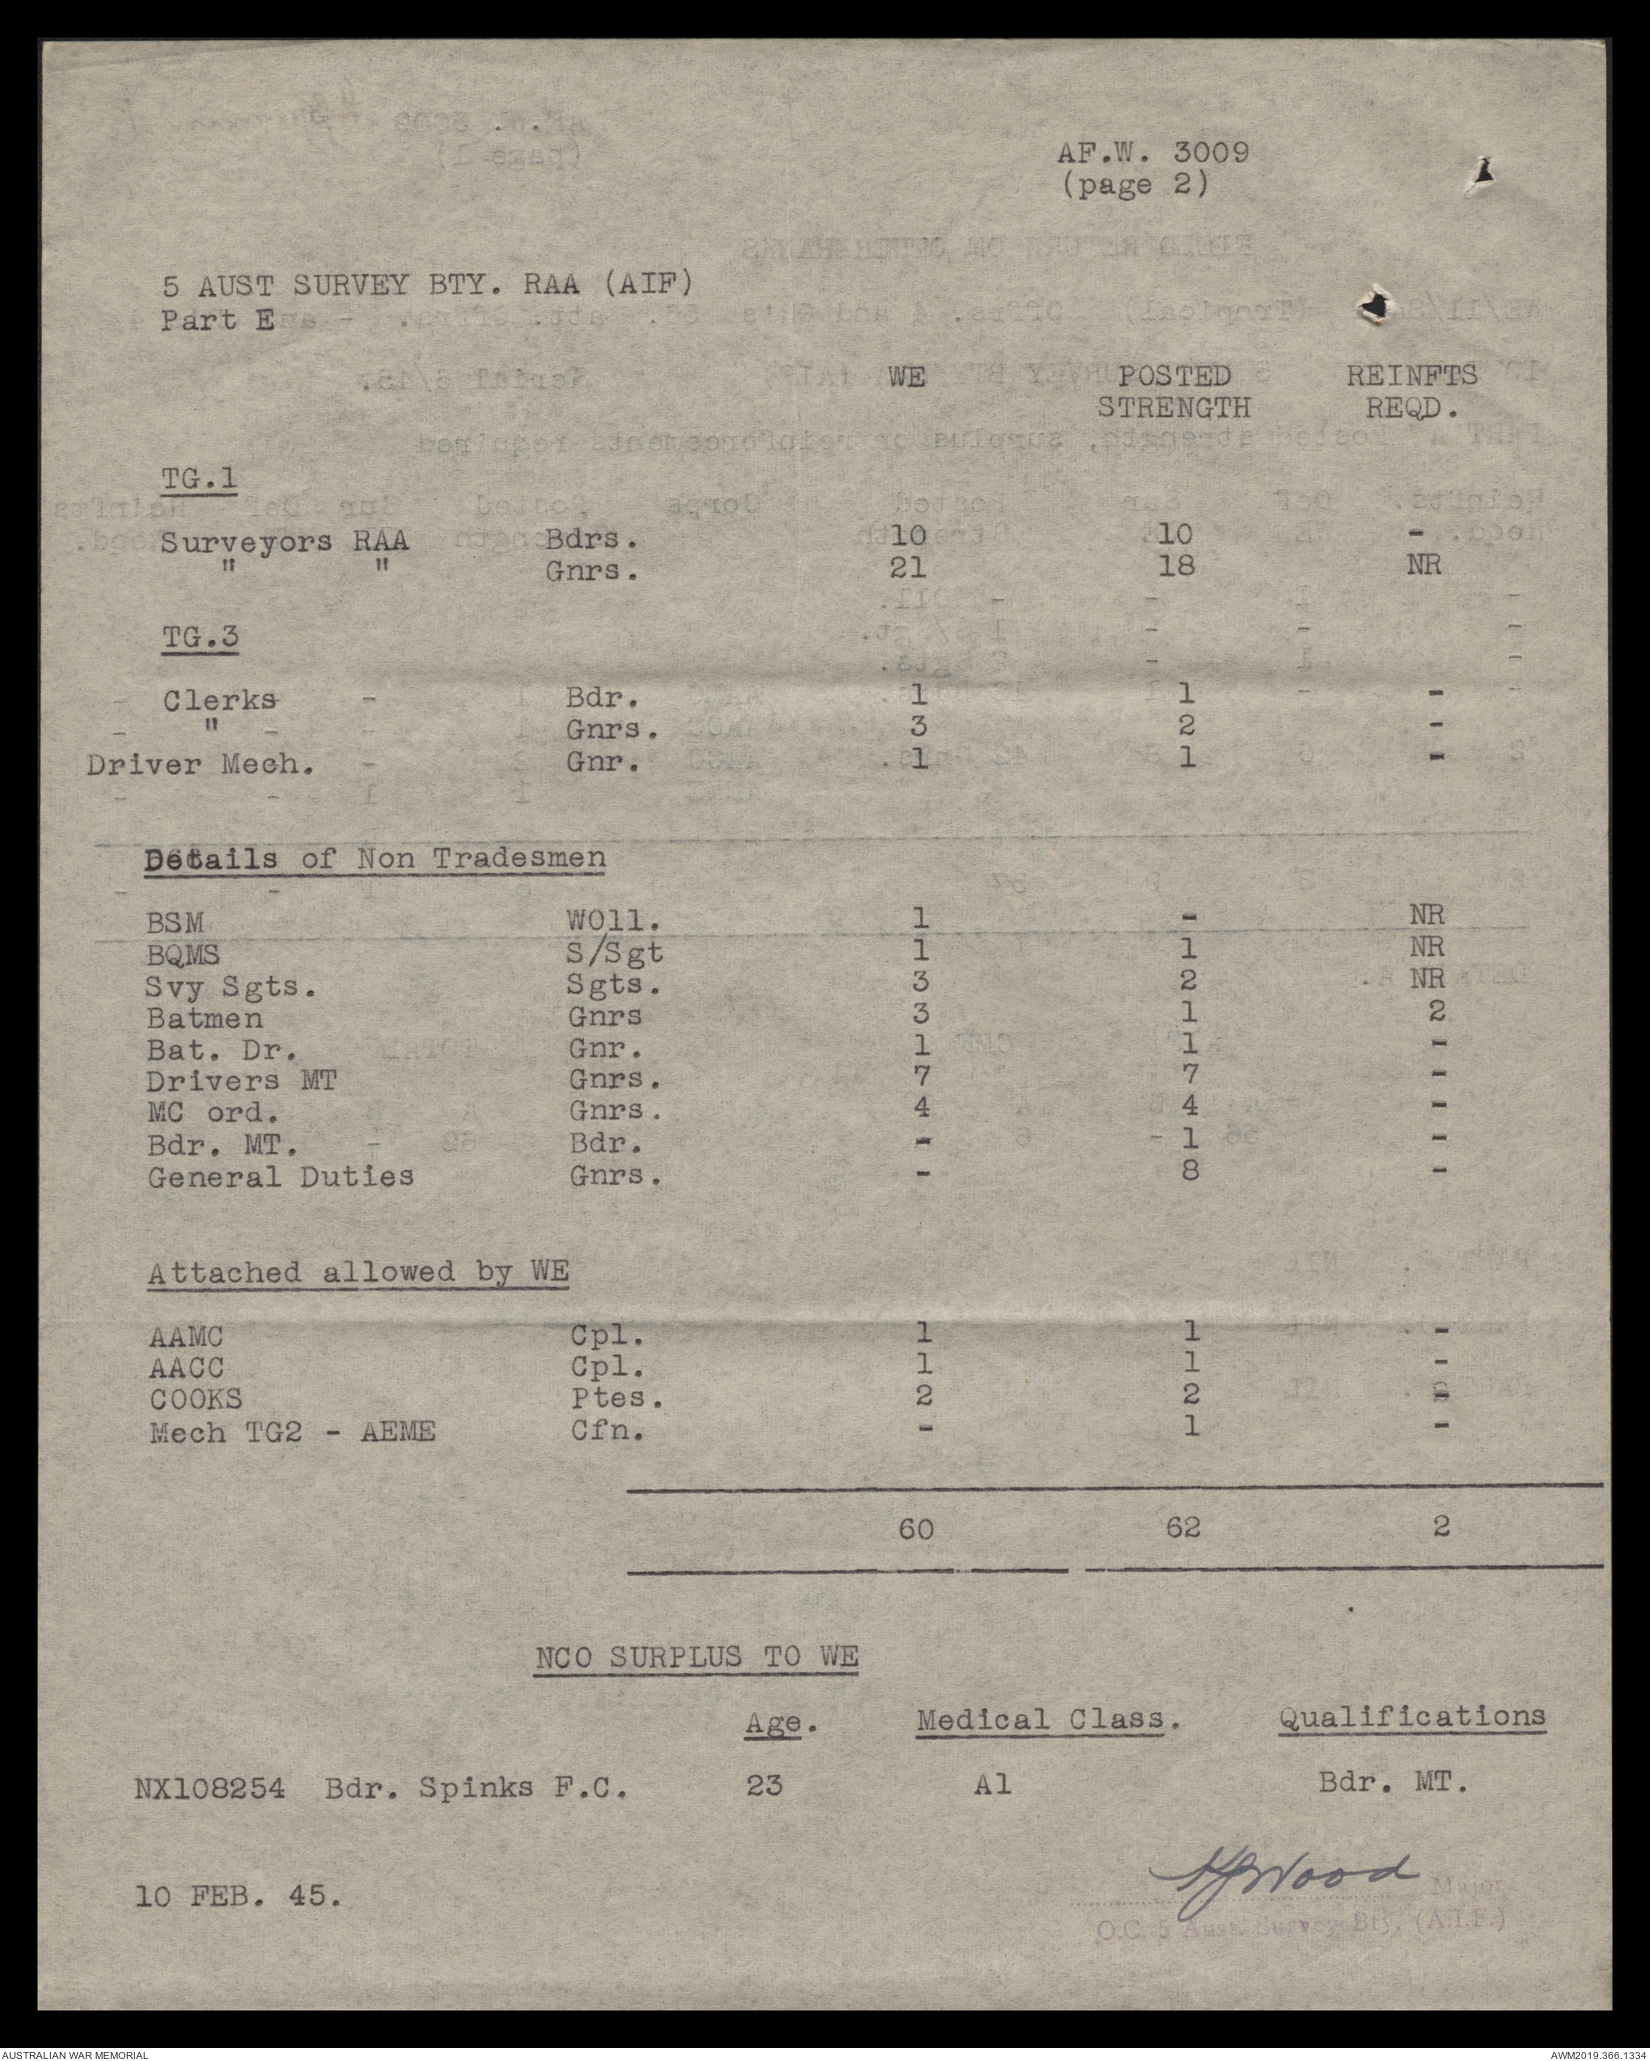 AF.W. 3009
(page 2)
5 AUST SURVEY BTY. RAA (AIF)
Part E
WE POSTED REINFTS
STRENGTH REQD.
TG.1
Surveyors RAA Bdrs. 10 10 -
" " Gnrs. 21 18 NR
TG.3
Clerks - Bdr. 1 1 -
" Gnrs. 3 2 -
Driver Mech. Gnr. 1 1 -
Details of Non Tradesmen
BSM WO11. 1 - NR
BQMS S/Sgt 1 1 NR
Svy Sgts. Sgts. 3 2 NR
Batmen Gnrs 3 1 2
Bat. Dr. Gnr. 1 1 -
Drivers MT Gnrs. 7 7 -
MC ord. Gnrs. 4 4 -
Bdr. MT. Bdr. - 1 -
General Duties Gnrs. - 8 -
Attached allowed by WE
AAMC Cpl. 1 1 -
AACC Cpl. 1 1 -
COOKS Ptes. 2 2 -
Mech TG2 - AEME Cfn. - 1 -
60 62 2
NCO SURPLUS TO WE
Age. Medical Class. Qualifications
NX108254 Bdr. Spinks F.C. 23 A1 Bdr. MT.
Wood
Major
10 FEB. 45.
O.C. 5 Aust. Survey Bty. (A.I.F.)
AUSTRALIAN WAR MEMORIAL AWM2019.366.1334